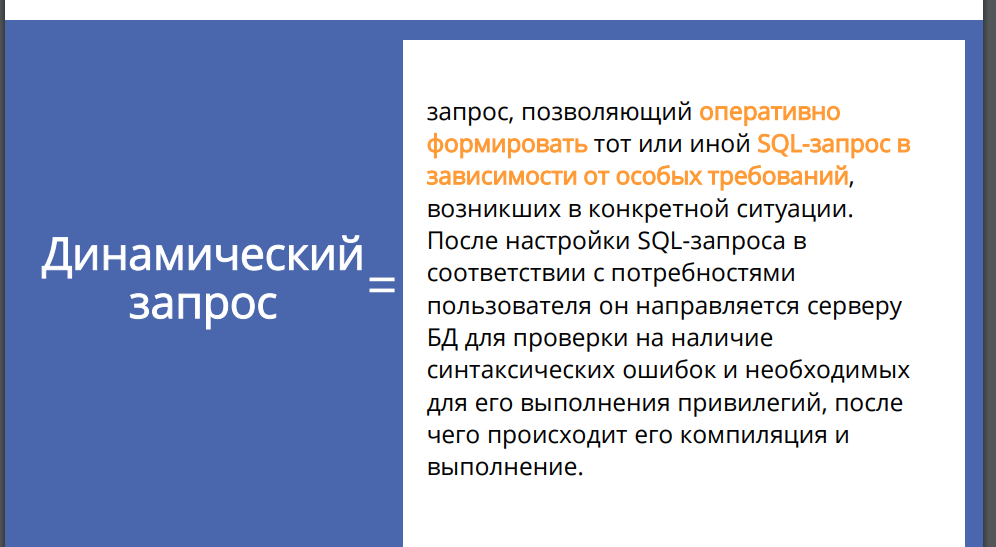 Динамический
запрос
=
запрос, позволяющий оперативно
формировать тот или иной SQL-запрос в
зависимости от особых требований,
возникших в конкретной ситуации.
После настройки SQL-запроса в
соответствии с потребностями
пользователя он направляется серверу
БД для проверки на наличие
синтаксических ошибок и необходимых
для его выполнения привилегий, после
чего происходит его компиляция и
выполнение.